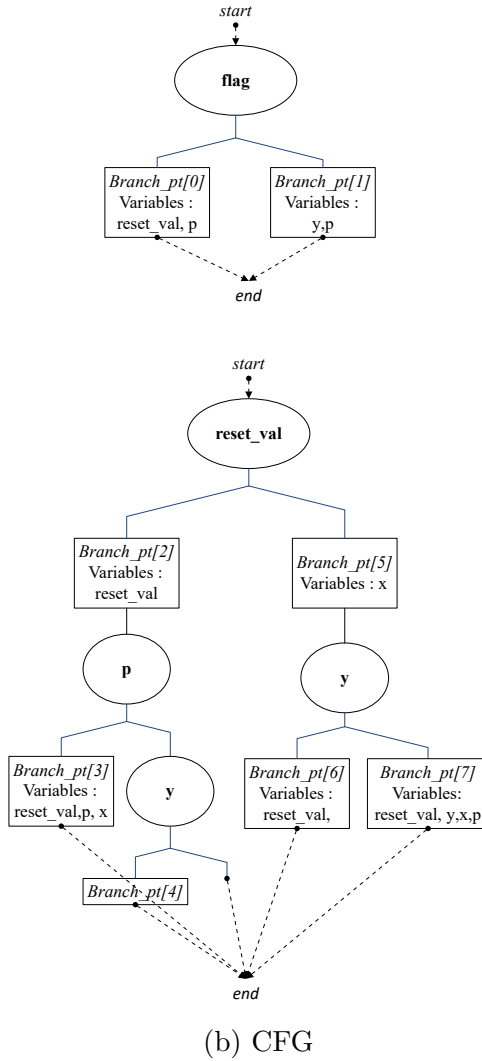 start
flag
Branch_pt[0]
Variables :
reset_val, p
Branch_pt[1]
Variables :
y,p
end
start
reset_val
Branch_pt[2]
Variables :
reset_val
Branch_pt[5]
Variables : x
p
y
Branch_pt[3]
Variables :
reset_val,p, x
y
Branch_pt[6]
Variables :
reset_val,
Branch_pt[7]
Variables:
reset_val, y,x,p
Branch_pt[4]
end
(b) CFG